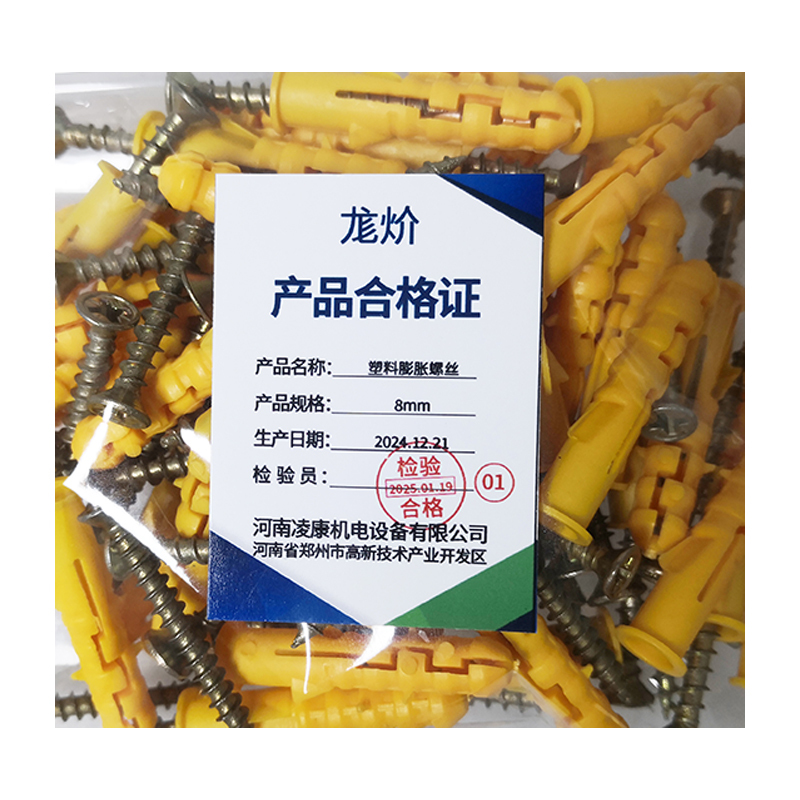 龙炌
产品合格证
产品名称: 塑料膨胀螺丝
产品规格: 8mm
生产日期: 2024.12.21
检验员:
检验
2025.01.19
合格
01
河南凌康机电设备有限公司
河南省郑州市高新技术产业开发区